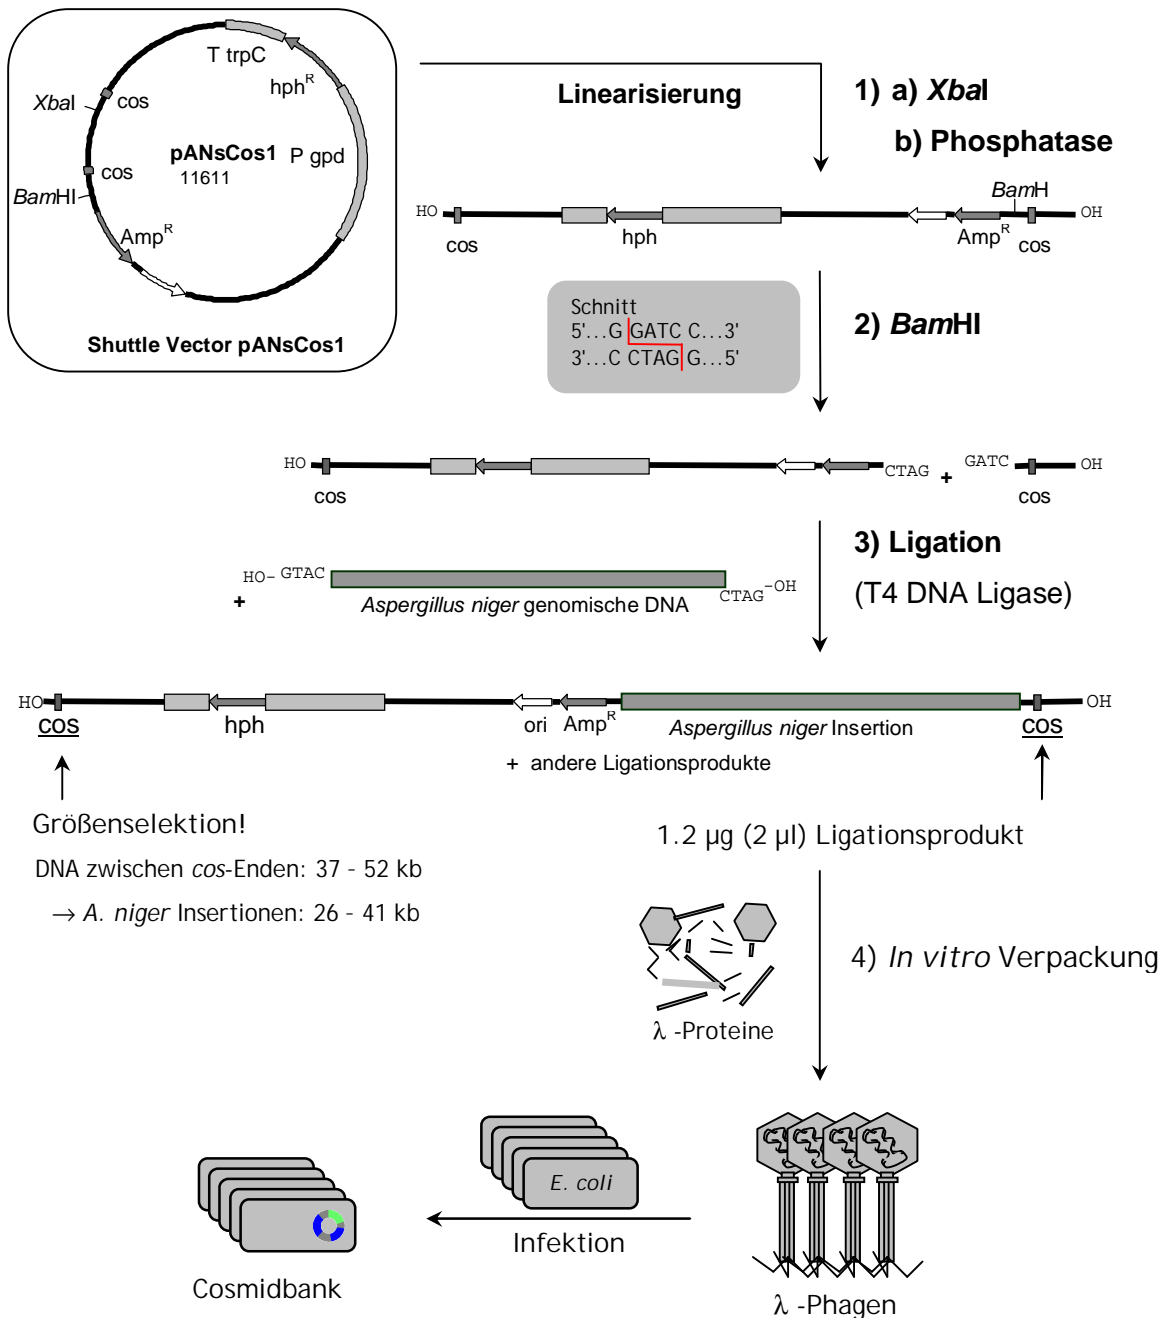 T trpC
hph^R
XbaI
cos
pANsCos1
P gpd
11611
cos
BamHI
Amp^R
Shuttle Vector pANsCos1
Linearisierung
1) a) XbaI
b) Phosphatase
BamH
HO
OH
cos
hph
Amp^R
cos
Schnitt
5'...G GATC C...3'
3'...C CTAG G...5'
2) BamHI
HO
CTAG
+
GATC
OH
cos
cos
3) Ligation
(T4 DNA Ligase)
+
HO- GTAC
CTAG -OH
Aspergillus niger genomische DNA
HO
OH
cos
hph
ori
Amp^R
Aspergillus niger Insertion
cos
+ andere Ligationsprodukte
Größenselektion!
DNA zwischen cos-Enden: 37 - 52 kb
→ A. niger Insertionen: 26 - 41 kb
1.2 µg (2 µl) Ligationsprodukt
4) In vitro Verpackung
λ -Proteine
E. coli
Infektion
Cosmidbank
λ -Phagen